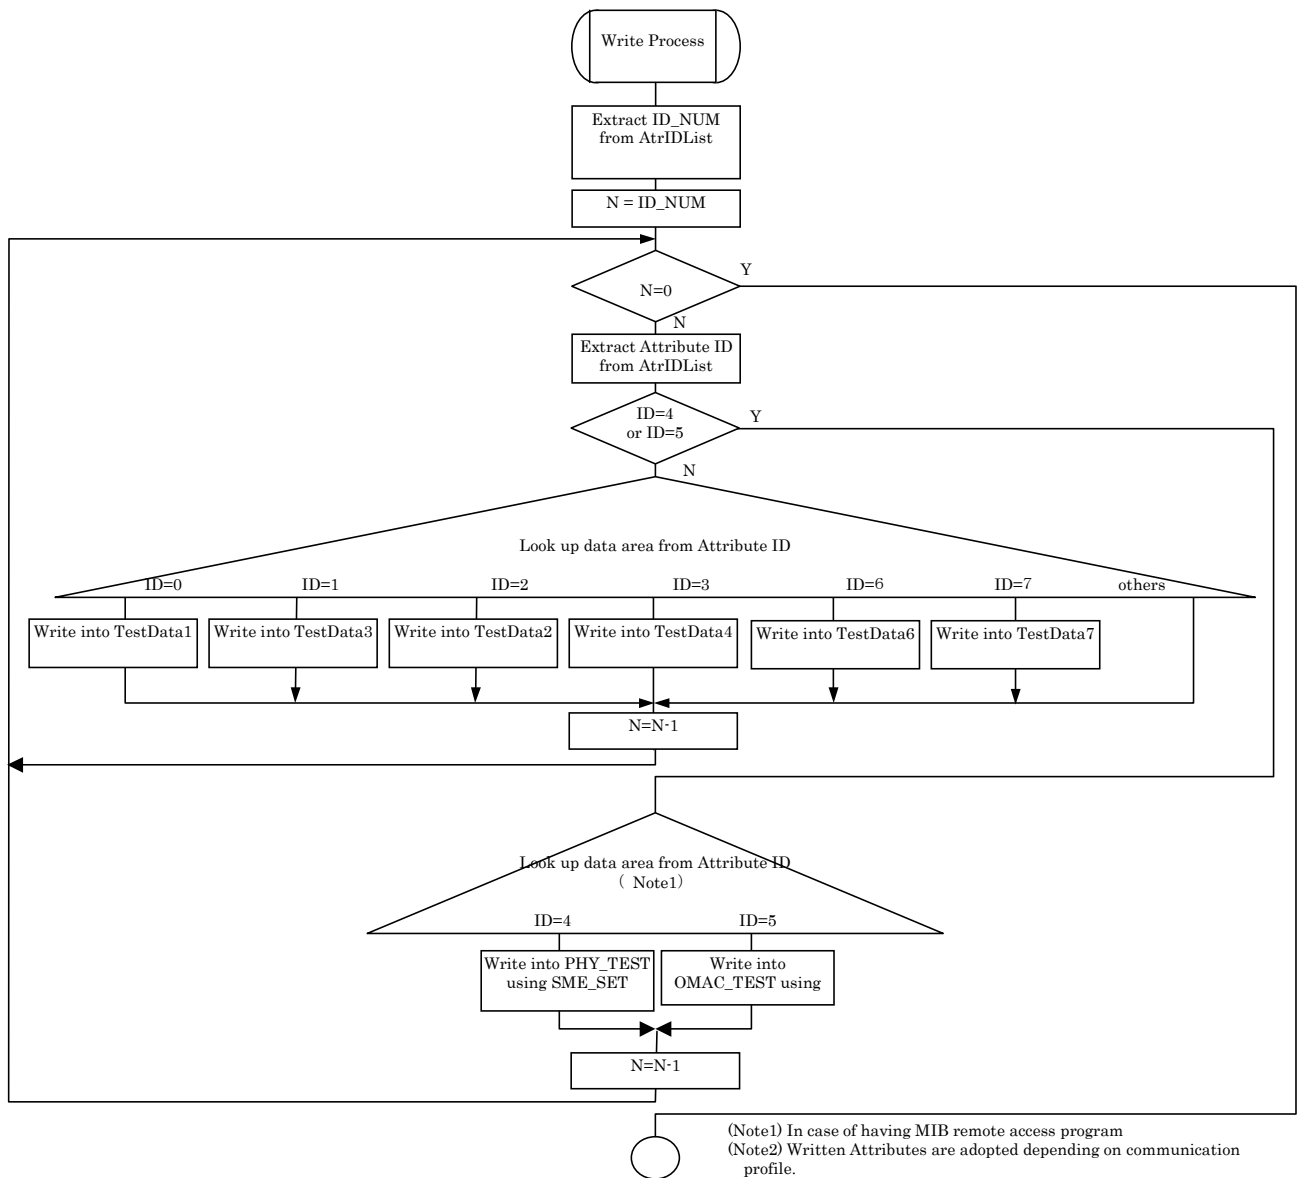 Write Process
Extract ID_NUM
from AtrIDList
N = ID_NUM
Y
N=0
N
Extract Attribute ID
from AtrIDList
ID=4
or ID=5
Y
N
Look up data area from Attribute ID
ID=0
ID=1
ID=2
ID=3
ID=6
ID=7
others
Write into TestData1
Write into TestData3
Write into TestData2
Write into TestData4
Write into TestData6
Write into TestData7
N=N-1
Look up data area from Attribute ID
( Note1)
ID=4
ID=5
Write into PHY_TEST
using SME_SET
Write into
OMAC_TEST using
N=N-1
(Note1) In case of having MIB remote access program
(Note2) Written Attributes are adopted depending on communication
profile.